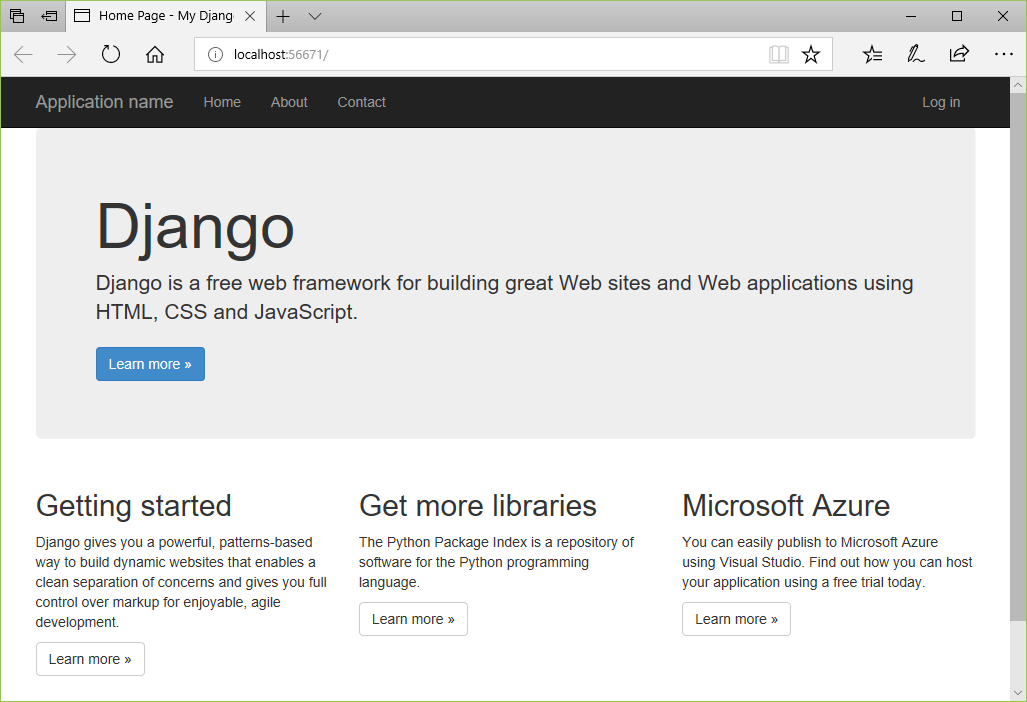 Home Page - My Djang
localhost:56671/
Application name Home About Contact Log in
Django
Django is a free web framework for building great Web sites and Web applications using
HTML, CSS and JavaScript.
Learn more »
Getting started
Django gives you a powerful, patterns-based
way to build dynamic websites that enables a
clean separation of concerns and gives you full
control over markup for enjoyable, agile
development.
Learn more »
Get more libraries
The Python Package Index is a repository of
software for the Python programming
language.
Learn more »
Microsoft Azure
You can easily publish to Microsoft Azure
using Visual Studio. Find out how you can host
your application using a free trial today.
Learn more »